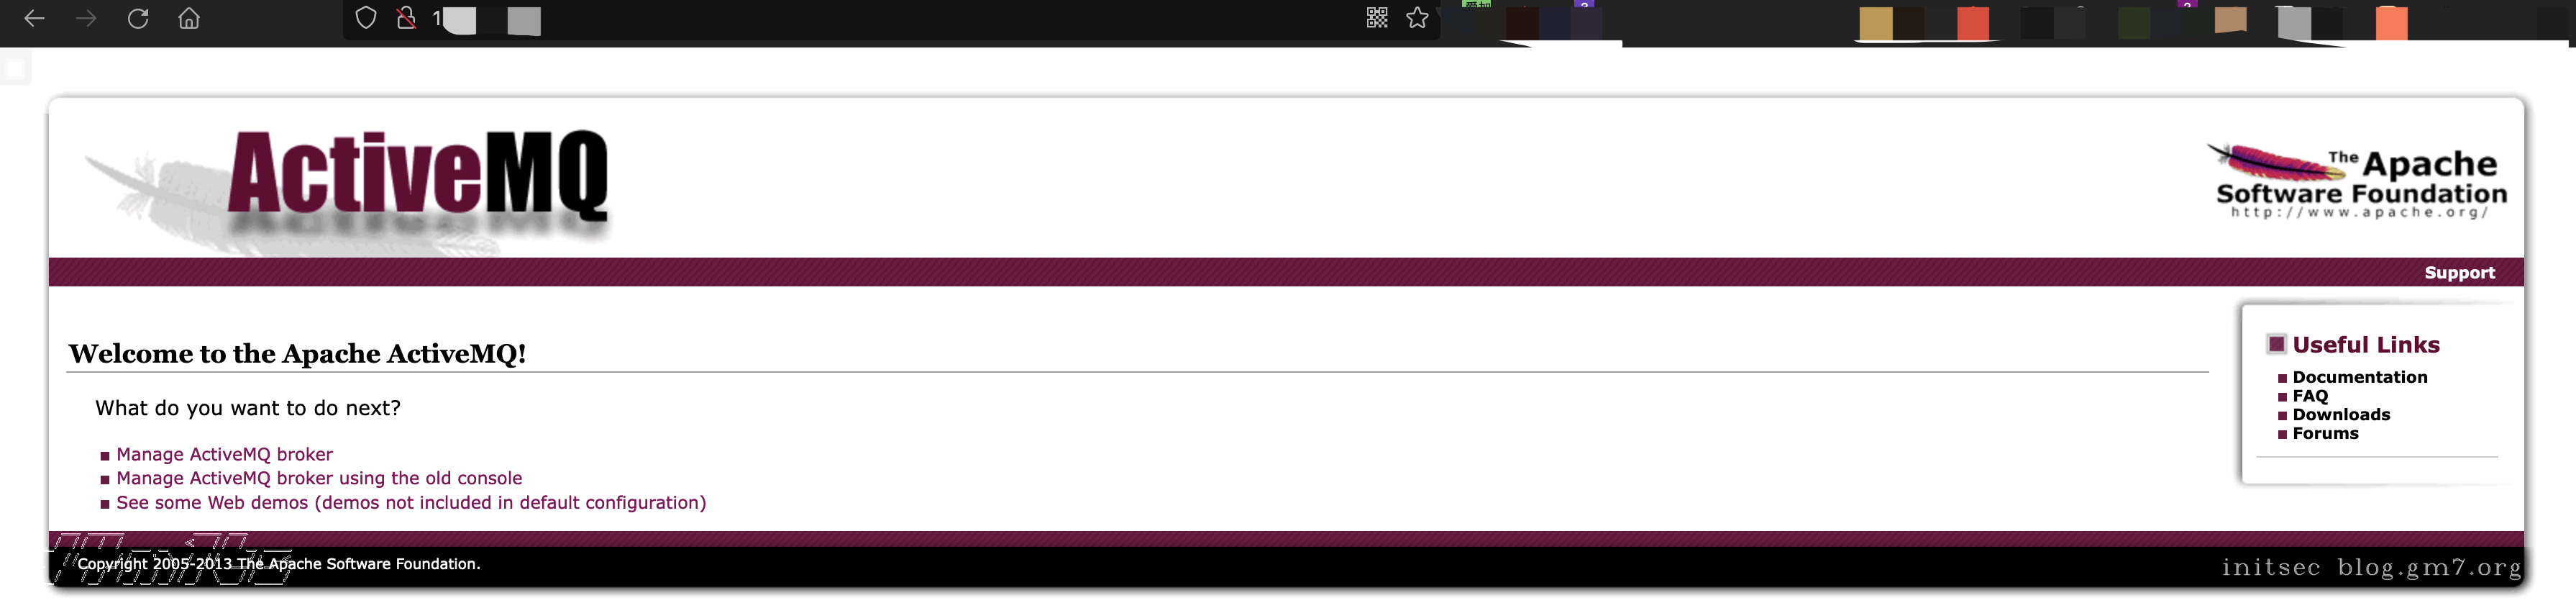 1
ActiveMQ
The Apache
Software Foundation
http://www.apache.org/
Support
Welcome to the Apache ActiveMQ!
What do you want to do next?
Manage ActiveMQ broker
Manage ActiveMQ broker using the old console
See some Web demos (demos not included in default configuration)
Useful Links
Documentation
FAQ
Downloads
Forums
Copyright 2005-2013 The Apache Software Foundation.
initsec blog.gm7.org